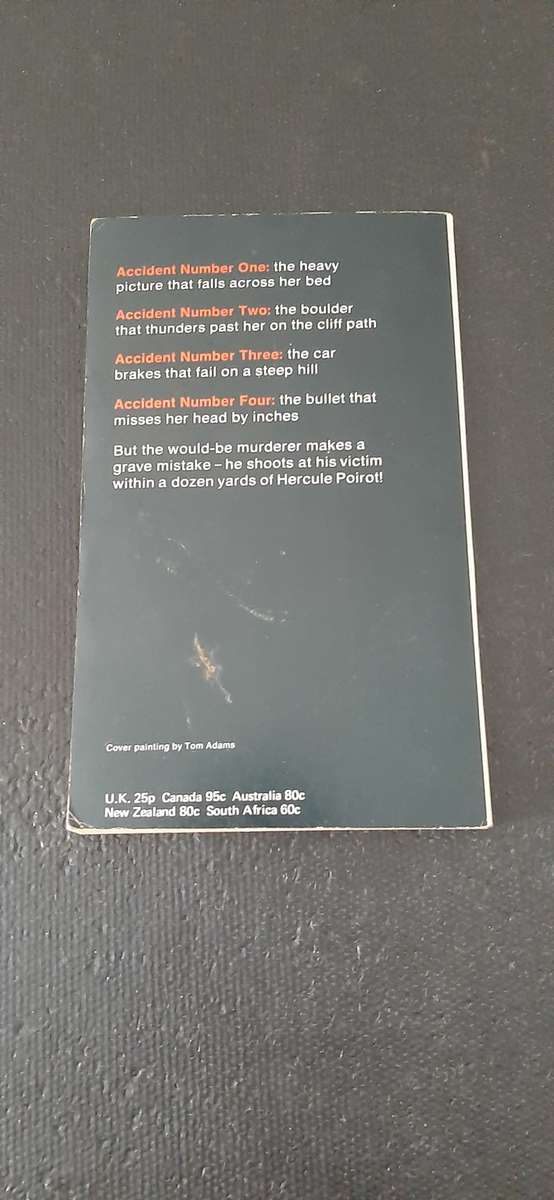 Accident Number One: the heavy
picture that falls across her bed
Accident Number Two: the boulder
that thunders past her on the cliff path
Accident Number Three: the car
brakes that fail on a steep hill
Accident Number Four: the bullet that
misses her head by inches
But the would-be murderer makes a
grave mistake – he shoots at his victim
within a dozen yards of Hercule Poirot!
Cover painting by Tom Adams
U.K. 25p Canada 95c Australia 80c
New Zealand 80c South Africa 60c